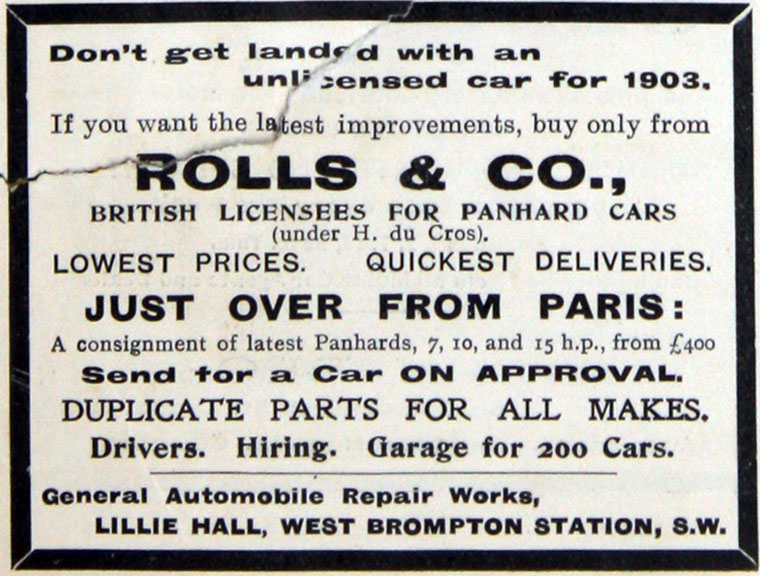 Don't get landed with an
unlicensed car for 1903.
If you want the latest improvements, buy only from
ROLLS & CO.,
BRITISH LICENSEES FOR PANHARD CARS
(under H. du Cros).
LOWEST PRICES. QUICKEST DELIVERIES.
JUST OVER FROM PARIS:
A consignment of latest Panhards, 7, 10, and 15 h.p., from £400
Send for a Car ON APPROVAL.
DUPLICATE PARTS FOR ALL MAKES.
Drivers. Hiring. Garage for 200 Cars.
General Automobile Repair Works,
LILLIE HALL, WEST BROMPTON STATION, S.W.